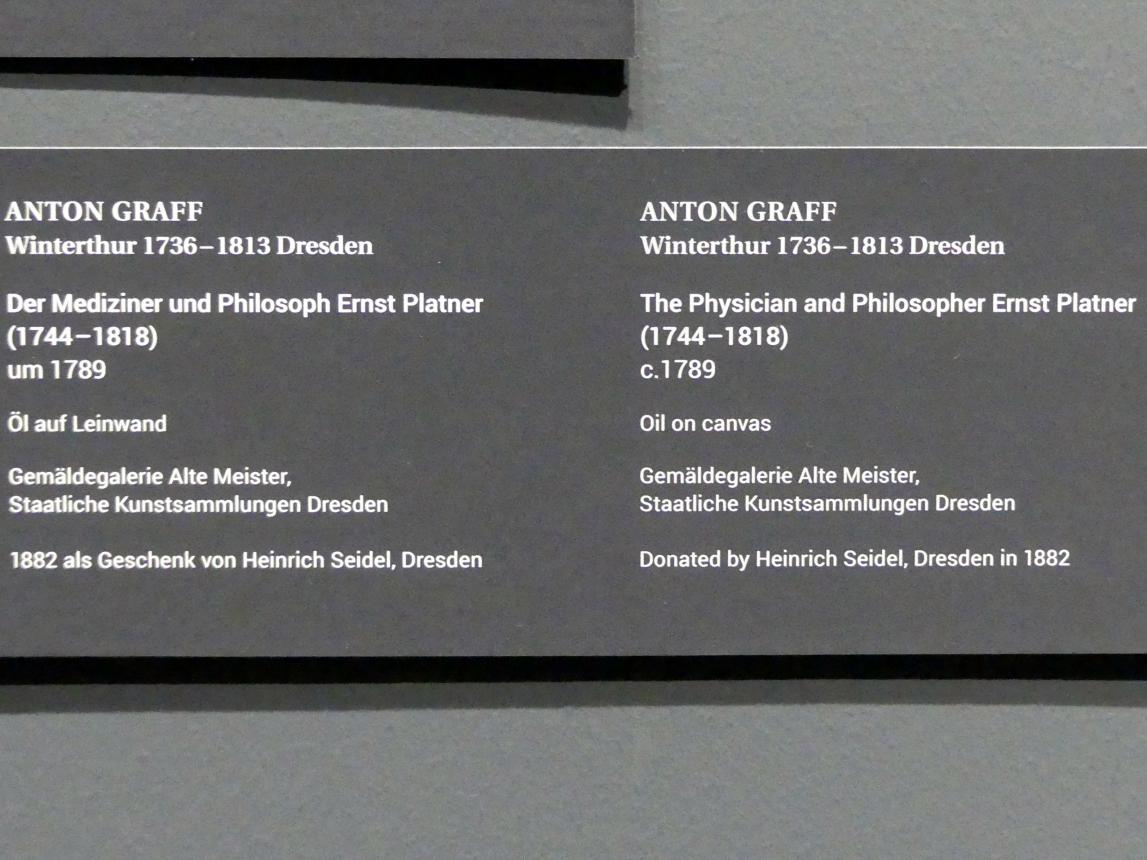 ANTON GRAFF
Winterthur 1736–1813 Dresden
Der Mediziner und Philosoph Ernst Platner
(1744–1818)
um 1789
Öl auf Leinwand
Gemäldegalerie Alte Meister,
Staatliche Kunstsammlungen Dresden
1882 als Geschenk von Heinrich Seidel, Dresden
ANTON GRAFF
Winterthur 1736–1813 Dresden
The Physician and Philosopher Ernst Platner
(1744–1818)
c.1789
Oil on canvas
Gemäldegalerie Alte Meister,
Staatliche Kunstsammlungen Dresden
Donated by Heinrich Seidel, Dresden in 1882